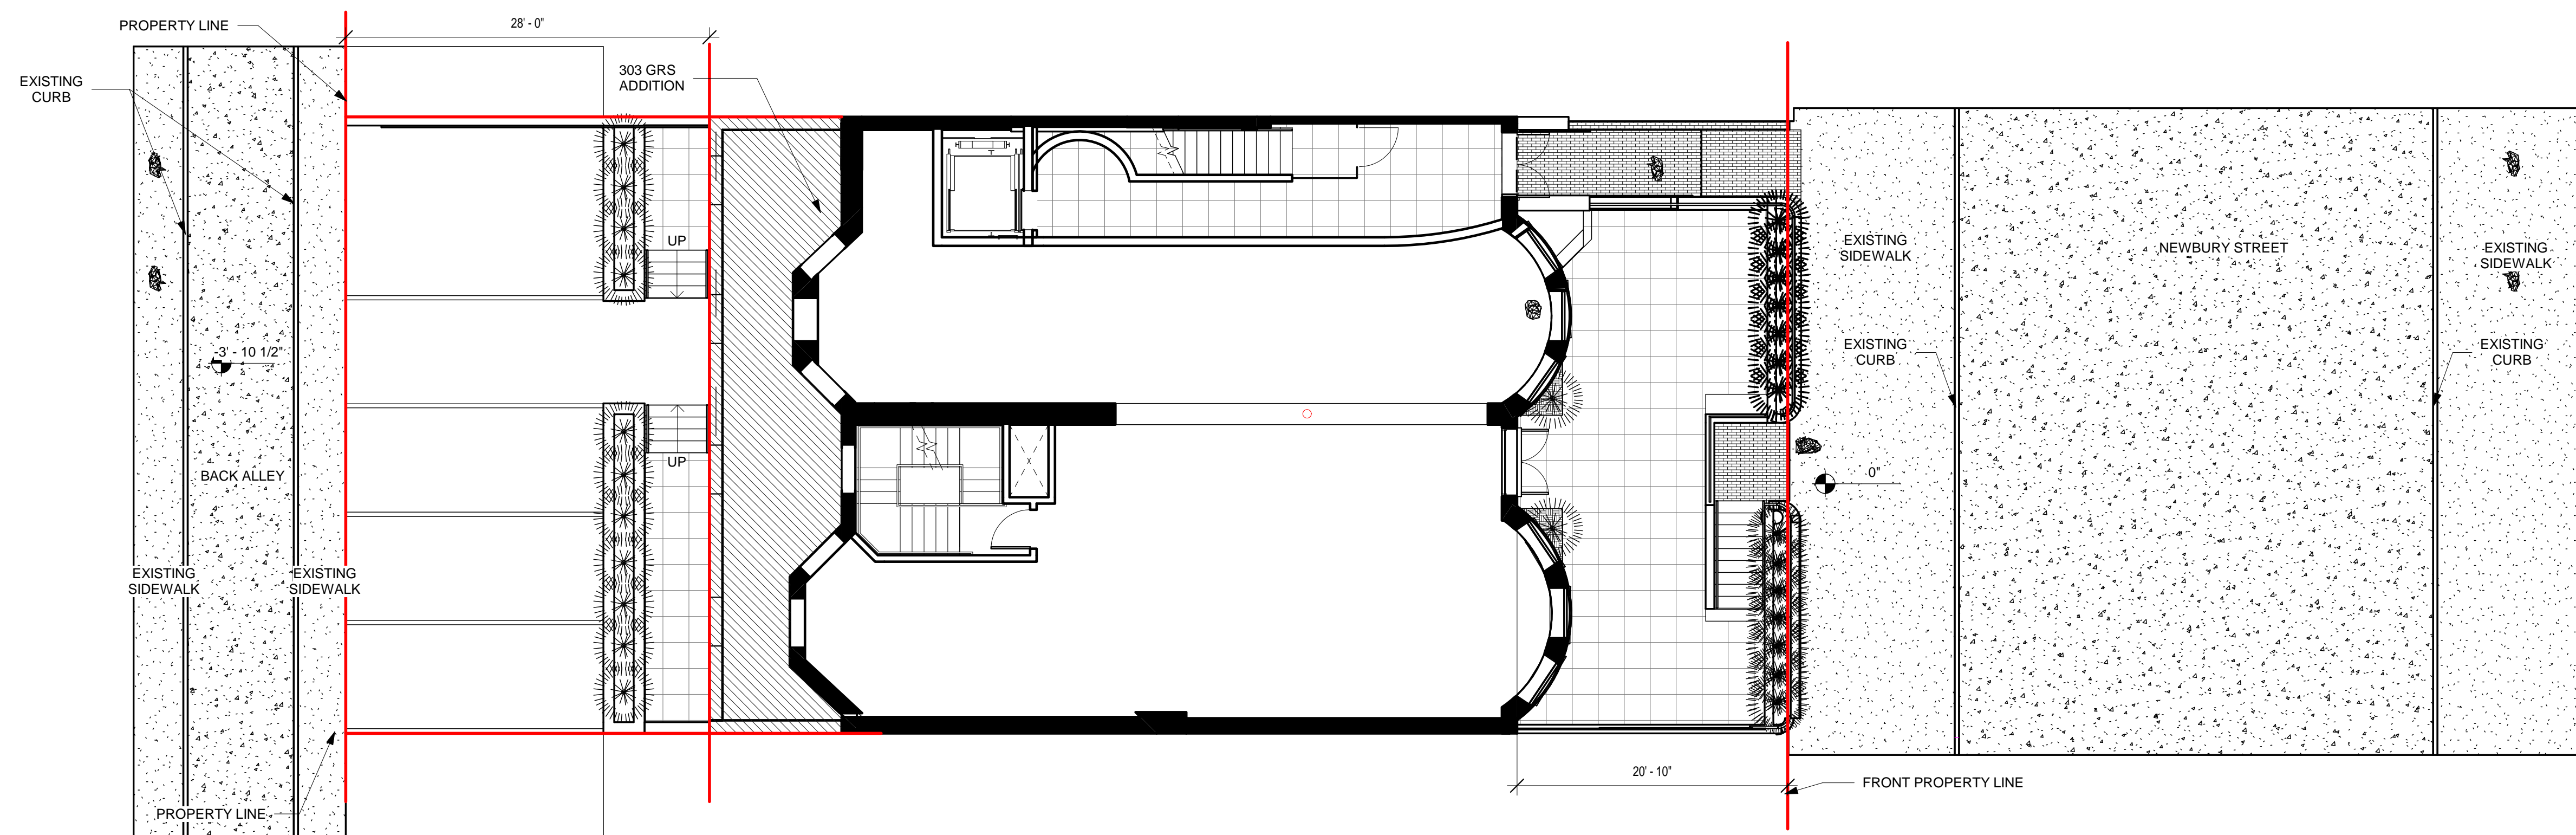 PROPERTY LINE
28' - 0"
EXISTING
CURB
303 GRS
ADDITION
UP
EXISTING
SIDEWALK
NEWBURY STREET
EXISTING
SIDEWALK
-3' - 10 1/2"
EXISTING
CURB
EXISTING
CURB
UP
BACK ALLEY
0"
EXISTING
SIDEWALK
EXISTING
SIDEWALK
20' - 10"
FRONT PROPERTY LINE
PROPERTY LINE